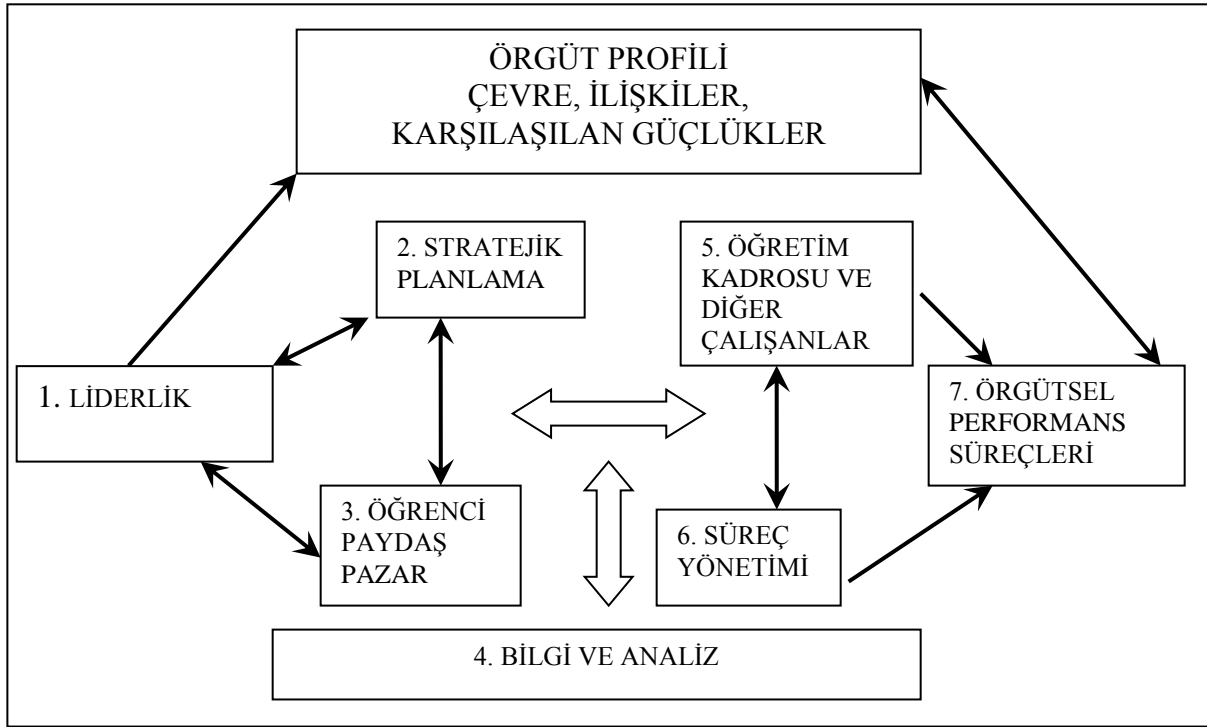 ÖRGÜT PROFİLİ
ÇEVRE, İLİŞKİLER,
KARŞILAŞILAN GÜÇLÜKLER
2. STRATEJİK
PLANLAMA
5. ÖĞRETİM
KADROSU VE
DİĞER
ÇALIŞANLAR
1. LİDERLİK
7. ÖRGÜTSEL
PERFORMANS
SÜREÇLERİ
3. ÖĞRENCİ
PAYDAŞ
PAZAR
6. SÜREÇ
YÖNETİMİ
4. BİLGİ VE ANALİZ